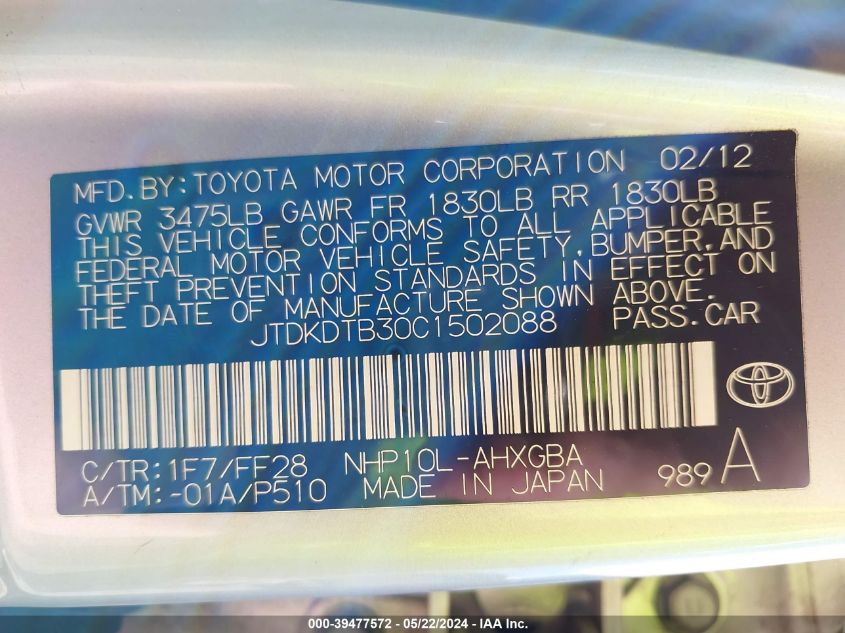 MFD.BY:TOYOTA MOTOR CORPORATION 02/12
GVWR 3475LB GAWR FR 1830LB RR 1830LB
THIS VEHICLE CONFORMS TO ALL APPLICABLE
FEDERAL MOTOR VEHICLE SAFETY,BUMPER,AND
THEFT PREVENTION STANDARDS IN EFFECT ON
THE DATE OF MANUFACTURE SHOWN ABOVE.
JTDKDTB30C1502088 PASS.CAR
C/TR:1F7/FF28 NHP10L-AHXGBA
A/TM:-01A/P510 MADE IN JAPAN 989 A
000-39477572 - 05/22/2024 - IAA Inc.